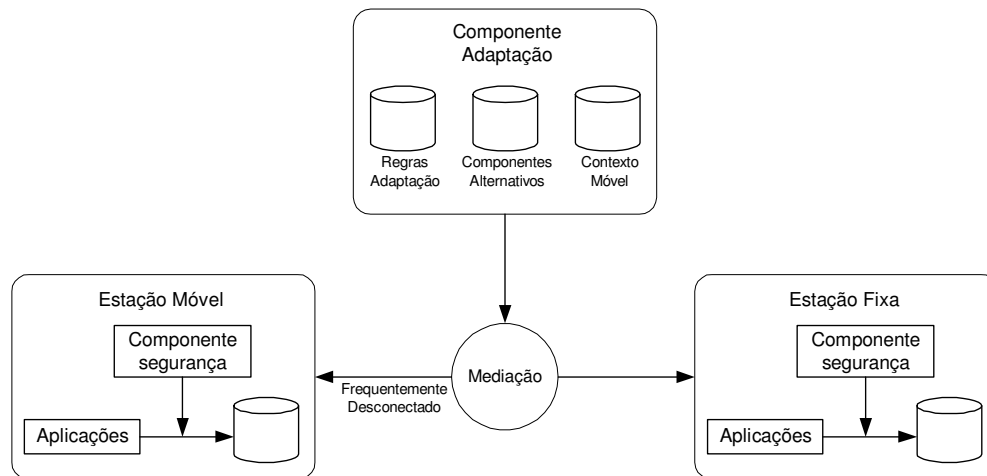 Componente
Adaptação
Regras
Adaptação
Componentes
Alternativos
Contexto
Móvel
Estação Móvel
Componente
segurança
Aplicações
Mediação
Frequentemente
Desconectado
Estação Fixa
Componente
segurança
Aplicações